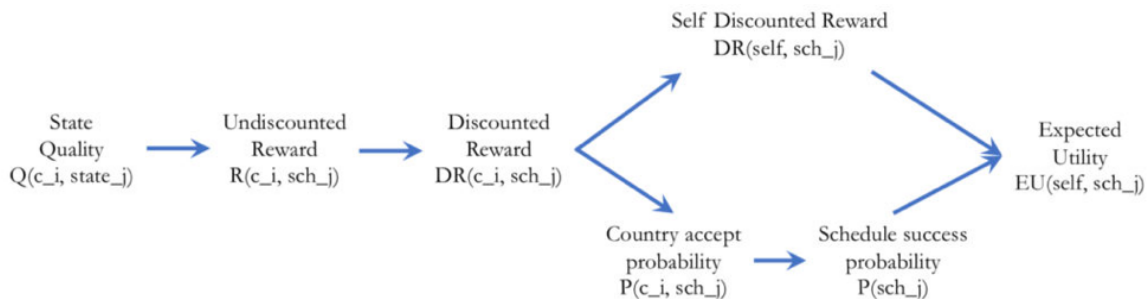 State
Quality
Q(c_i, state_j)
Undiscounted
Reward
R(c_i, sch_j)
Discounted
Reward
DR(c_i, sch_j)
Self Discounted Reward
DR(self, sch_j)
Country accept
probability
P(c_i, sch_j)
Schedule success
probability
P(sch_j)
Expected
Utility
EU(self, sch_j)